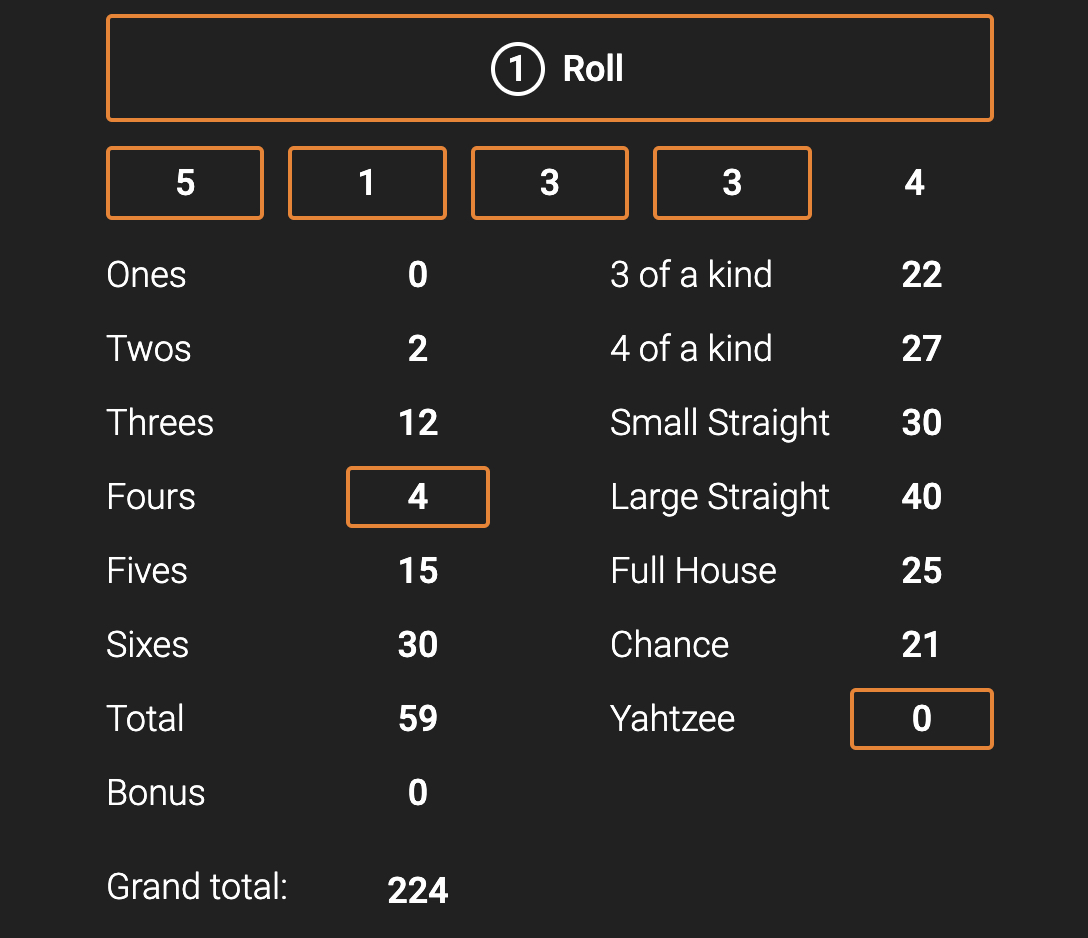 1 Roll
5 1 3 3 4
Ones 0 3 of a kind 22
Twos 2 4 of a kind 27
Threes 12 Small Straight 30
Fours 4 Large Straight 40
Fives 15 Full House 25
Sixes 30 Chance 21
Total 59 Yahtzee 0
Bonus 0
Grand total: 224